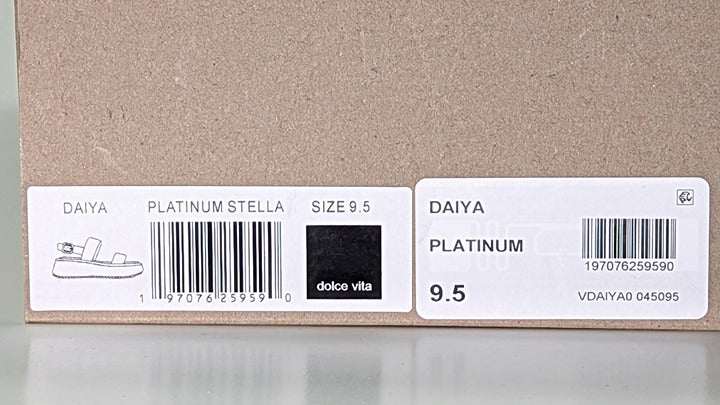 DAIYA PLATINUM STELLA SIZE 9.5
1 97076 25959 0
dolce vita
DAIYA
PLATINUM
197076259590
9.5 VDAIYA0 045095